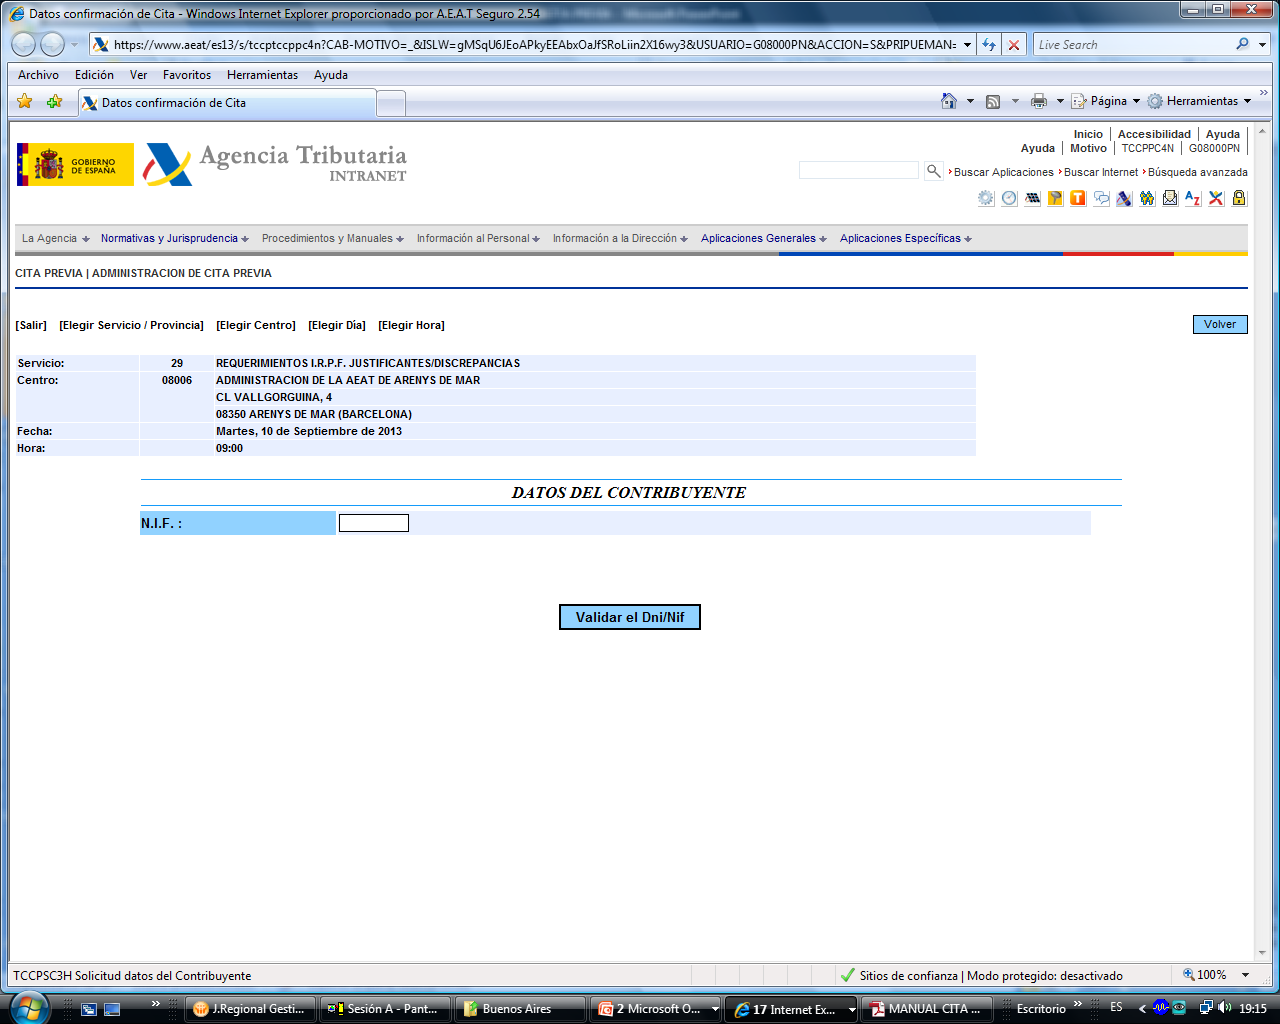 Datos confirmación de Cita - Windows Internet Explorer proporcionado por A.E.A.T Seguro 2.54
https://www.aeat/es13/s/tccptccppc4n?CAB-MOTIVO=_&ISLW=gMSqU6JEoAPkyEEAbxOaJfSRoLiin2X16wy3&USUARIO=G08000PN&ACCION=S&PRIPUEMAN=
Live Search
Archivo Edición Ver Favoritos Herramientas Ayuda
Datos confirmación de Cita
Página Herramientas
GOBIERNO DE ESPAÑA
Agencia Tributaria
INTRANET
Inicio | Accesibilidad | Ayuda
Ayuda | Motivo | TCCPPC4N | G08000PN
Buscar Aplicaciones Buscar Internet Búsqueda avanzada
La Agencia Normativas y Jurisprudencia Procedimientos y Manuales Información al Personal Información a la Dirección Aplicaciones Generales Aplicaciones Específicas
CITA PREVIA | ADMINISTRACION DE CITA PREVIA
[Salir] [Elegir Servicio / Provincia] [Elegir Centro] [Elegir Día] [Elegir Hora] Volver
Servicio: 29 REQUERIMIENTOS I.R.P.F. JUSTIFICANTES/DISCREPANCIAS
Centro: 08006 ADMINISTRACION DE LA AEAT DE ARENYS DE MAR
CL VALLGORGUINA, 4
08350 ARENYS DE MAR (BARCELONA)
Fecha: Martes, 10 de Septiembre de 2013
Hora: 09:00
DATOS DEL CONTRIBUYENTE
N.I.F. :
Validar el Dni/Nif
TCCPSC3H Solicitud datos del Contribuyente
Sitios de confianza | Modo protegido: desactivado
100%
J.Regional Gesti... Sesión A - Pant... Buenos Aires 2 Microsoft O... 17 Internet Ex... MANUAL CITA ... Escritorio ES 19:15